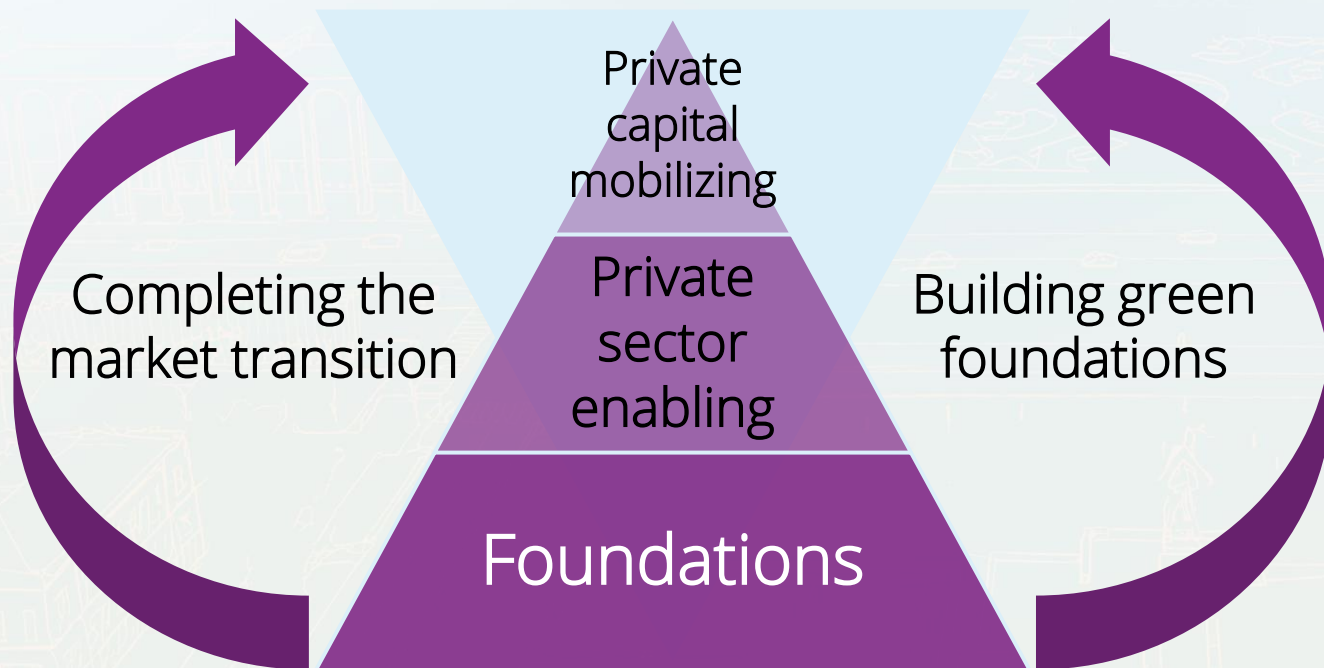 Private
capital
mobilizing
Private
sector
enabling
Completing the
market transition
Building green
foundations
Foundations